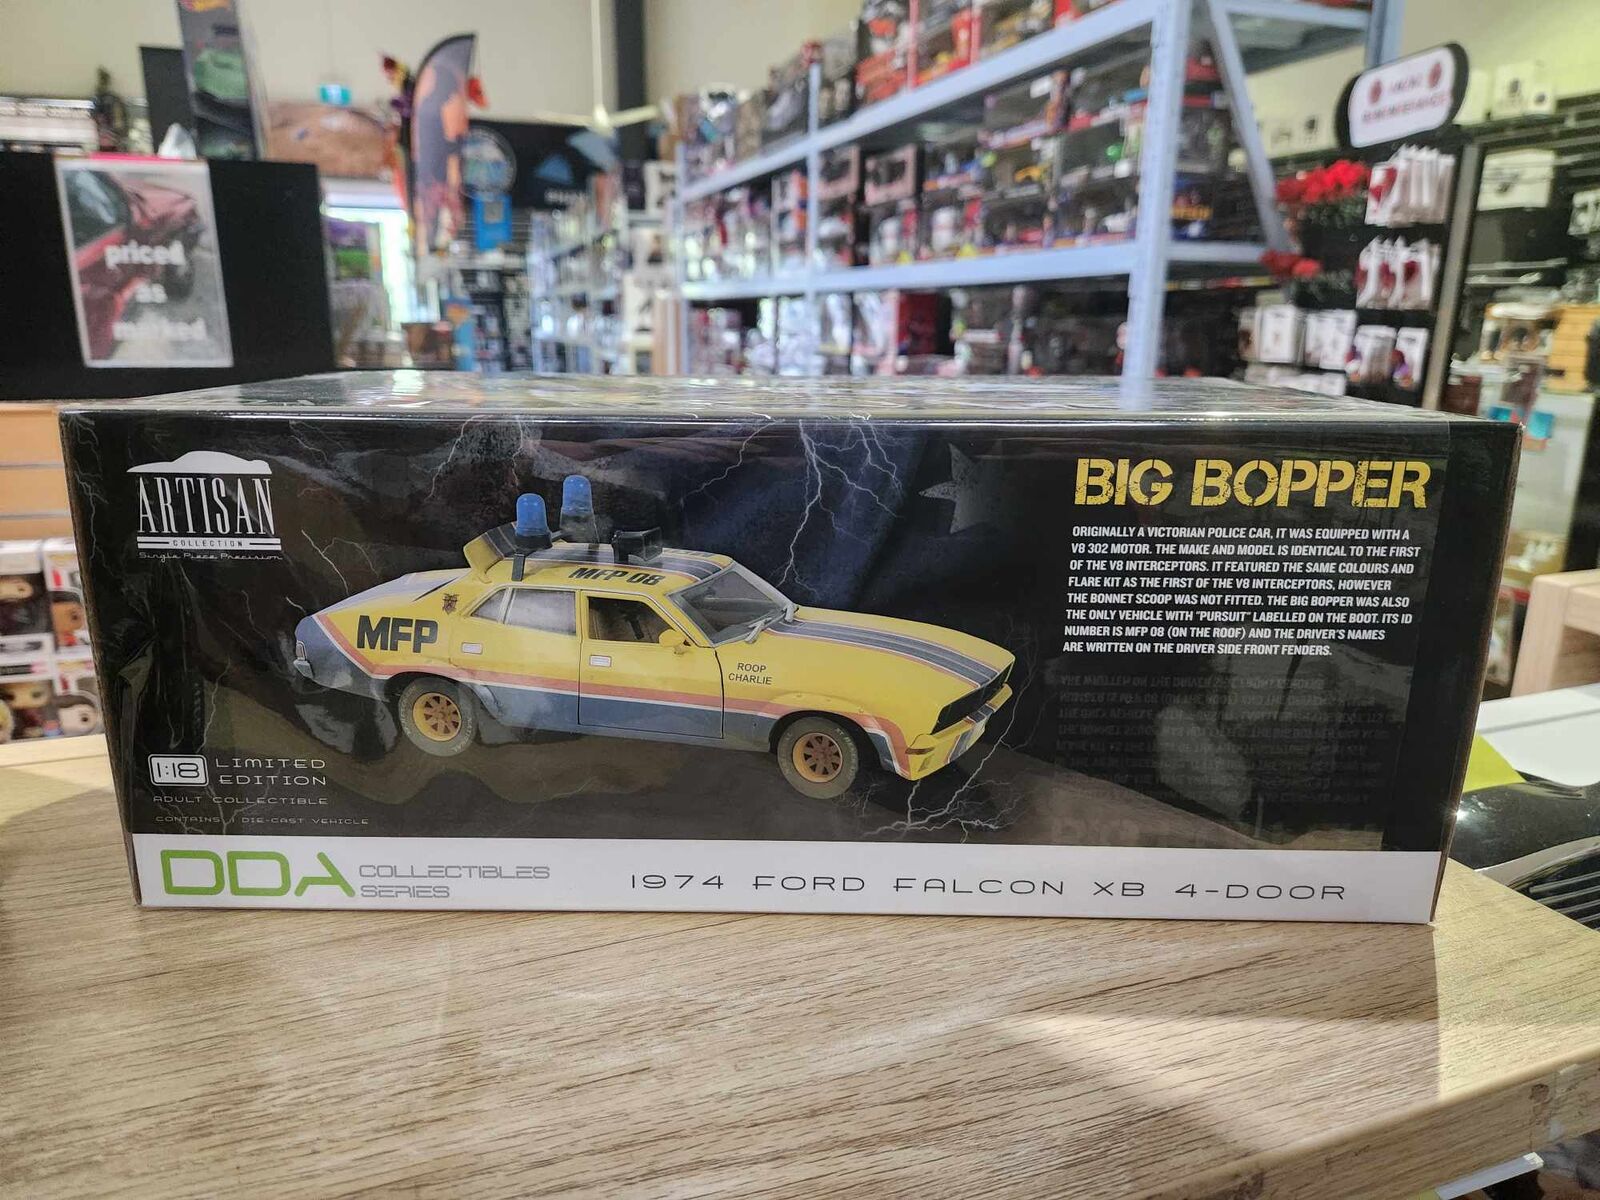 priced
ARTISAN
COLLECTION
Single Piece Precision
BIG BOPPER
ORIGINALLY A VICTORIAN POLICE CAR, IT WAS EQUIPPED WITH A
V8 302 MOTOR. THE MAKE AND MODEL IS IDENTICAL TO THE FIRST
OF THE V8 INTERCEPTORS. IT FEATURED THE SAME COLOURS AND
FLARE KIT AS THE FIRST OF THE V8 INTERCEPTORS, HOWEVER
THE BONNET SCOOP WAS NOT FITTED. THE BIG BOPPER WAS ALSO
THE ONLY VEHICLE WITH "PURSUIT" LABELLED ON THE BOOT. ITS ID
NUMBER IS MFP 08 (ON THE ROOF) AND THE DRIVER'S NAMES
ARE WRITTEN ON THE DRIVER SIDE FRONT FENDERS.
MFP 08
MFP
ROOP
CHARLIE
1:18 LIMITED
EDITION
ADULT COLLECTIBLE
CONTAINS 1 DIE-CAST VEHICLE
DDA COLLECTIBLES
SERIES
1974 FORD FALCON XB 4-DOOR